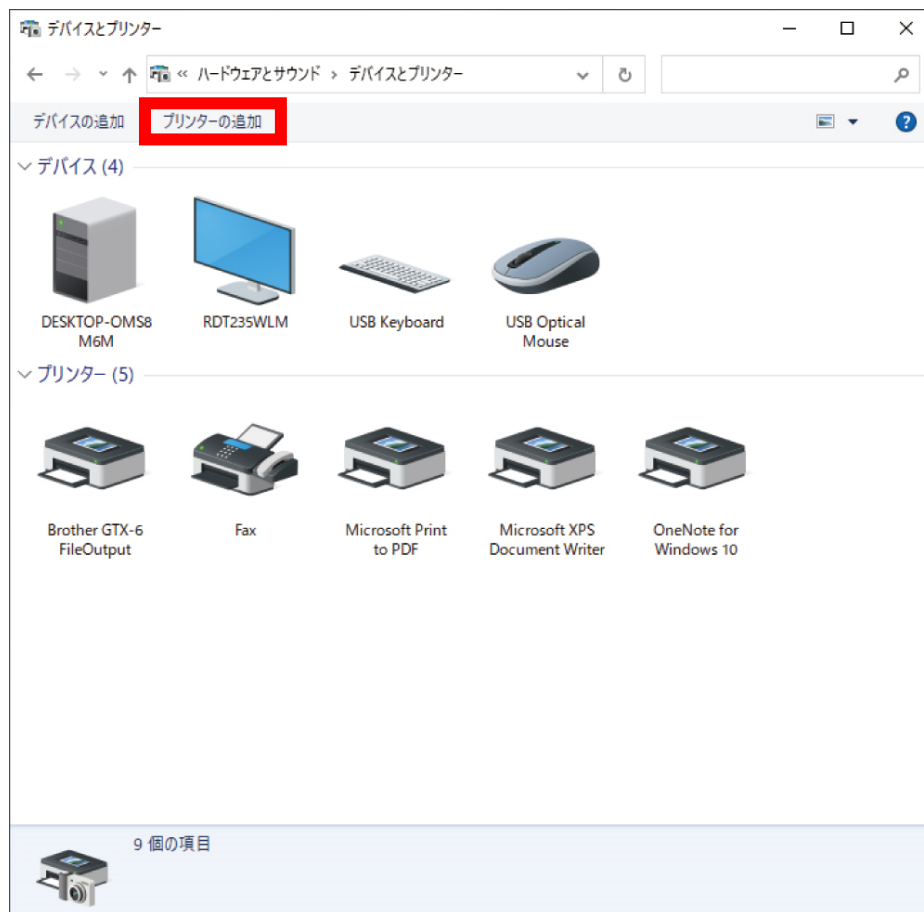 デバイスとプリンター
« ハードウェアとサウンド › デバイスとプリンター
デバイスの追加 プリンターの追加
デバイス (4)
DESKTOP-OMS8
M6M
RDT235WLM
USB Keyboard
USB Optical
Mouse
プリンター (5)
Brother GTX-6
FileOutput
Fax
Microsoft Print
to PDF
Microsoft XPS
Document Writer
OneNote for
Windows 10
9 個の項目